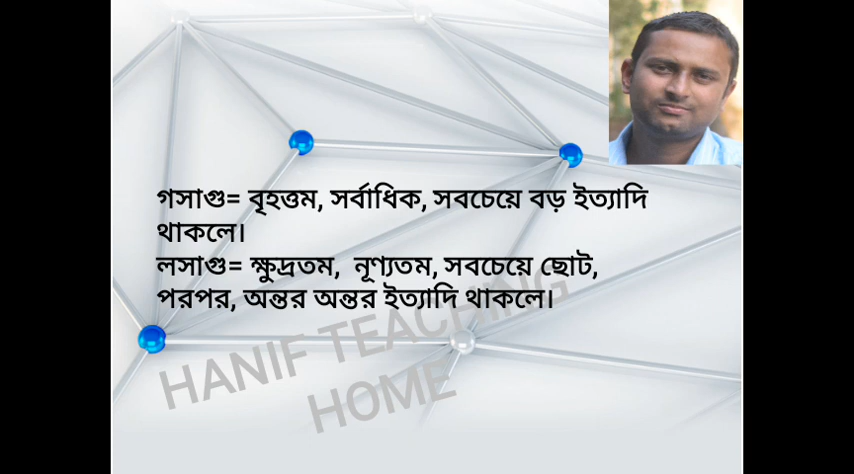 গসাগু= বৃহত্তম, সর্বাধিক, সবচেয়ে বড় ইত্যাদি
থাকলে।
লসাগু= ক্ষুদ্রতম, নূণ্যতম, সবচেয়ে ছোট,
পরপর, অন্তর অন্তর ইত্যাদি থাকলে।
HANIF TEACHING
HOME